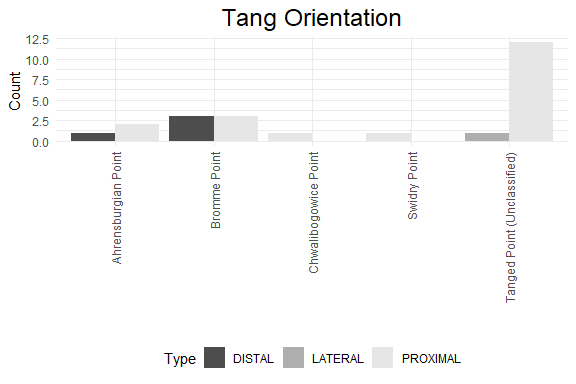 Tang Orientation
Count
12.5
10.0
7.5
5.0
2.5
0.0
Ahrensburgian Point
Bromme Point
Chwalibogowice Point
Swidry Point
Tanged Point (Unclassified)
Type DISTAL LATERAL PROXIMAL